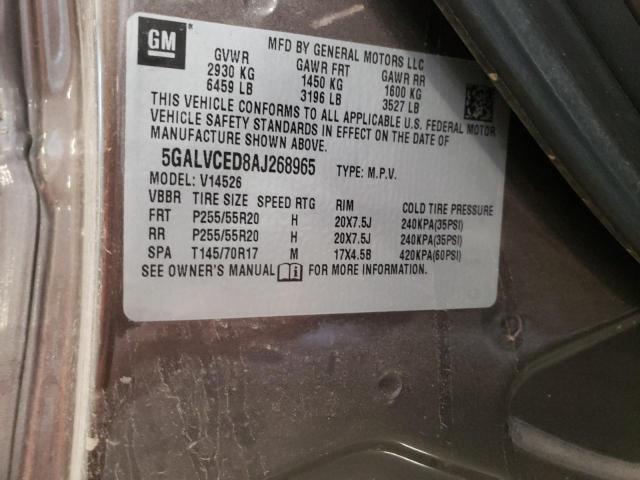 GM
MFD BY GENERAL MOTORS LLC
GVWR GAWR FRT GAWR RR
2930 KG 1450 KG 1600 KG
6459 LB 3196 LB 3527 LB
THIS VEHICLE CONFORMS TO ALL APPLICABLE U.S. FEDERAL MOTOR
VEHICLE SAFETY STANDARDS IN EFFECT ON THE DATE OF
MANUFACTURE SHOWN ABOVE.
5GALVCED8AJ268965 TYPE: M.P.V.
MODEL: V14526
VBBR TIRE SIZE SPEED RTG RIM COLD TIRE PRESSURE
FRT P255/55R20 H 20X7.5J 240KPA(35PSI)
RR P255/55R20 H 20X7.5J 240KPA(35PSI)
SPA T145/70R17 M 17X4.5B 420KPA(60PSI)
SEE OWNER'S MANUAL FOR MORE INFORMATION.